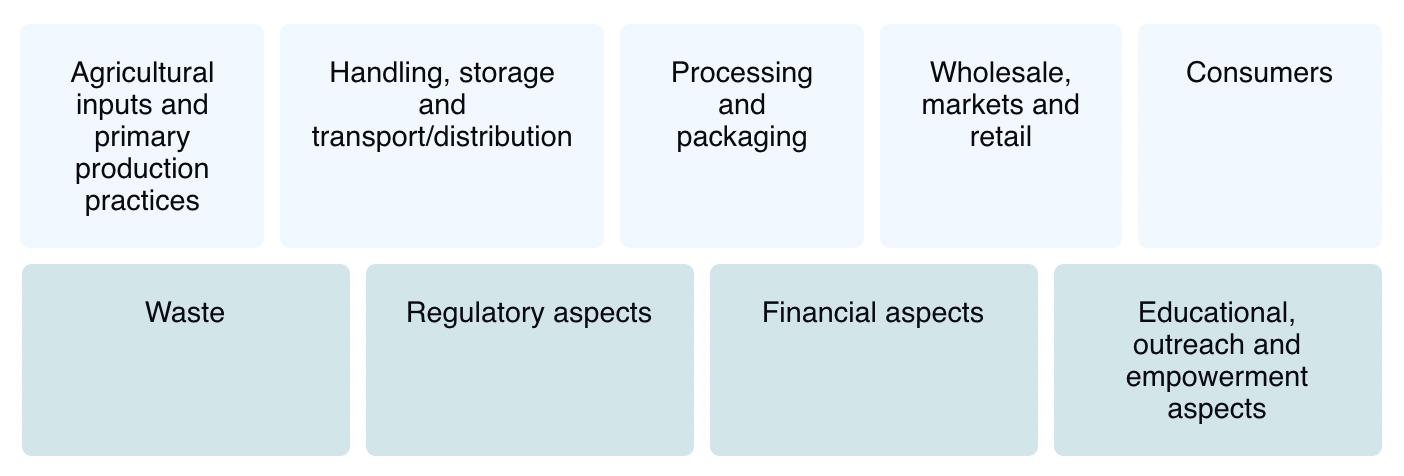 Agricultural
inputs and
primary
production
practices
Handling, storage
and
transport/distribution
Processing
and
packaging
Wholesale,
markets and
retail
Consumers
Waste
Regulatory aspects
Financial aspects
Educational,
outreach and
empowerment
aspects